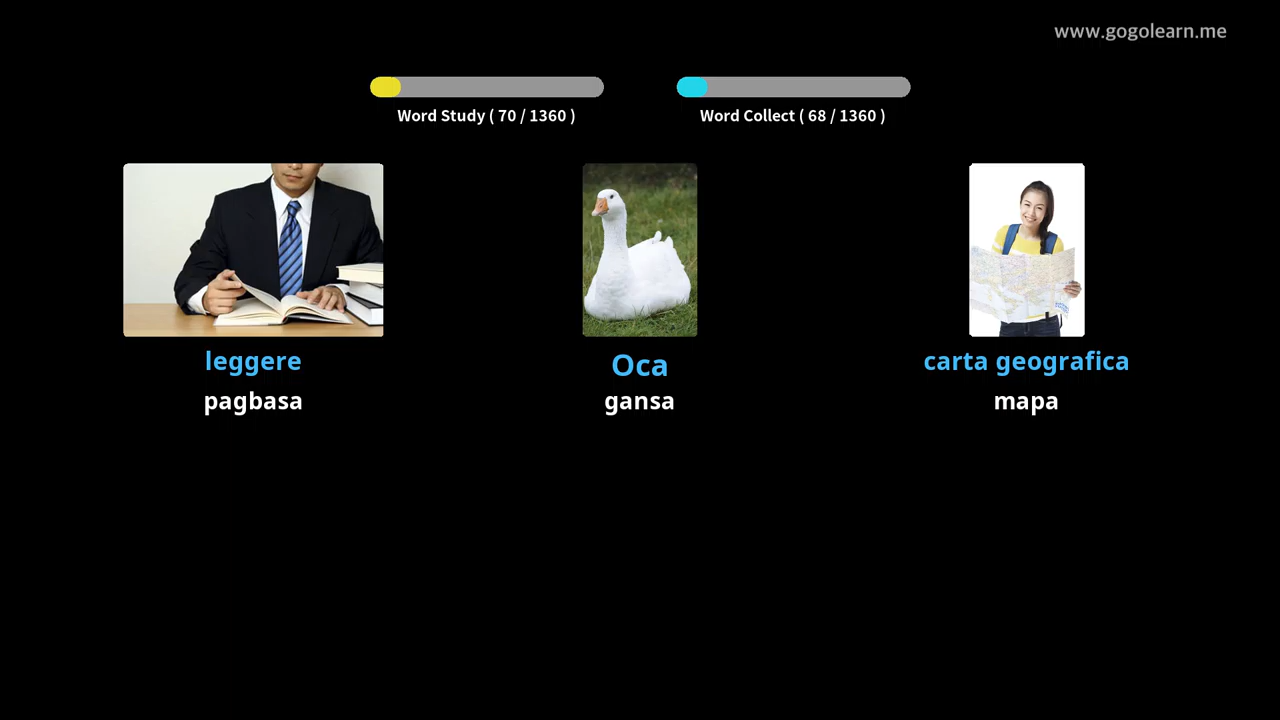 www.gogolearn.me
Word Study ( 70 / 1360 )
Word Collect ( 68 / 1360 )
leggere
pagbasa
Oca
gansa
carta geografica
mapa